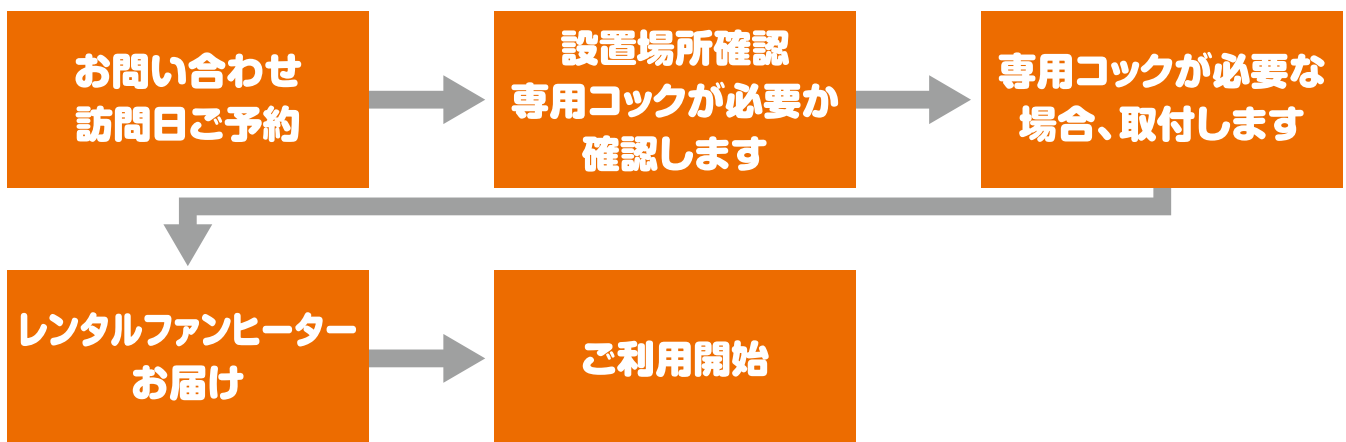 お問い合わせ
訪問日ご予約
設置場所確認
専用コックが必要か
確認します
専用コックが必要な
場合、取付します
レンタルファンヒーター
お届け
ご利用開始